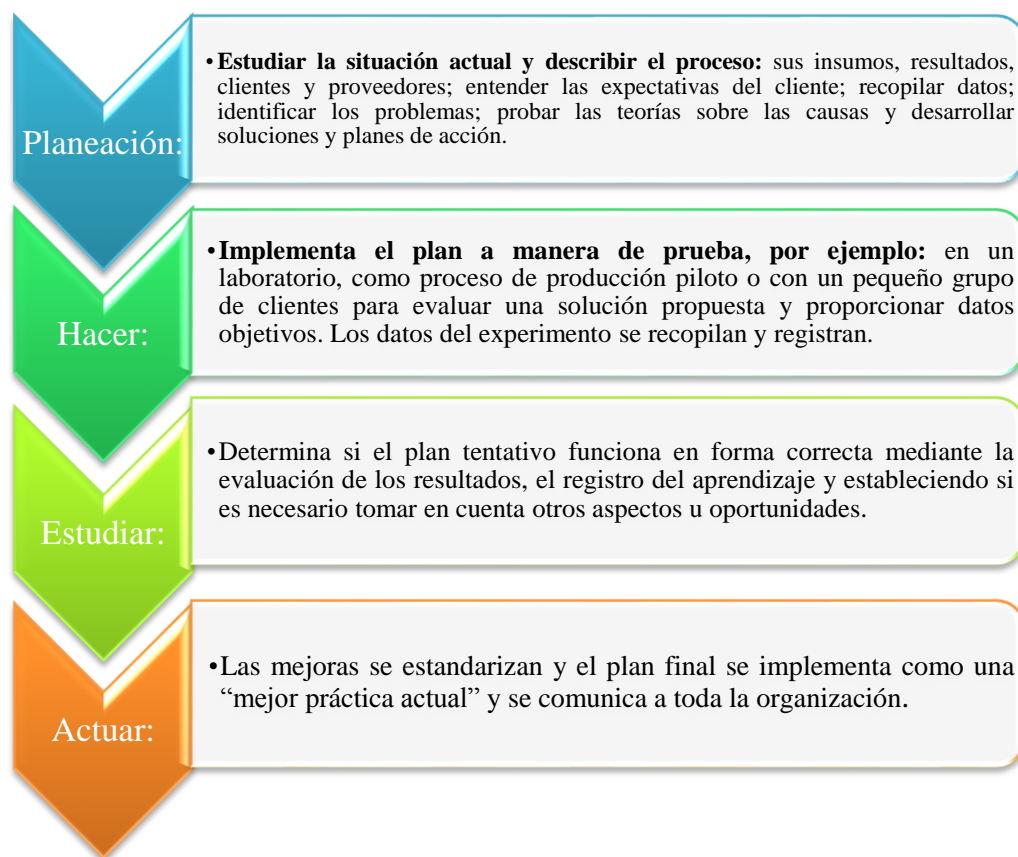 Planeación:
•Estudiar la situación actual y describir el proceso: sus insumos, resultados,
clientes y proveedores; entender las expectativas del cliente; recopilar datos;
identificar los problemas; probar las teorías sobre las causas y desarrollar
soluciones y planes de acción.
Hacer:
•Implementa el plan a manera de prueba, por ejemplo: en un
laboratorio, como proceso de producción piloto o con un pequeño grupo
de clientes para evaluar una solución propuesta y proporcionar datos
objetivos. Los datos del experimento se recopilan y registran.
Estudiar:
•Determina si el plan tentativo funciona en forma correcta mediante la
evaluación de los resultados, el registro del aprendizaje y estableciendo si
es necesario tomar en cuenta otros aspectos u oportunidades.
Actuar:
•Las mejoras se estandarizan y el plan final se implementa como una
“mejor práctica actual” y se comunica a toda la organización.